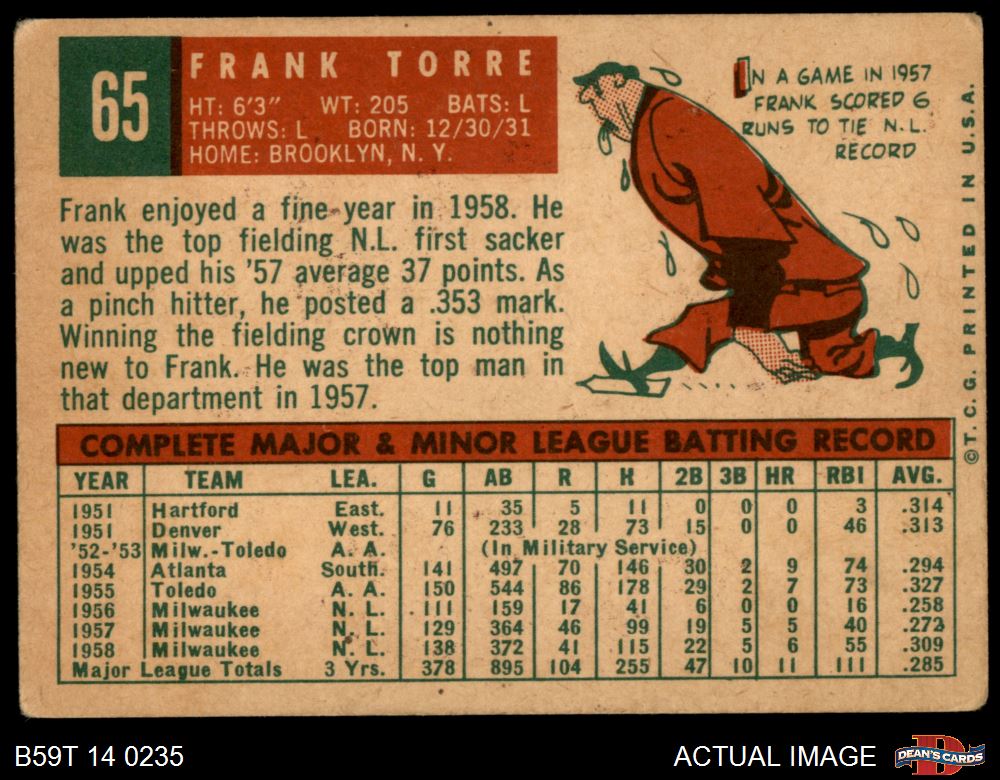 65
FRANK TORRE
HT: 6'3" WT: 205 BATS: L
THROWS: L BORN: 12/30/31
HOME: BROOKLYN, N. Y.
IN A GAME IN 1957
FRANK SCORED 6
RUNS TO TIE N.L.
RECORD
Frank enjoyed a fine year in 1958. He
was the top fielding N.L. first sacker
and upped his '57 average 37 points. As
a pinch hitter, he posted a .353 mark.
Winning the fielding crown is nothing
new to Frank. He was the top man in
that department in 1957.
©T. C. G. PRINTED IN U.S.A.
COMPLETE MAJOR & MINOR LEAGUE BATTING RECORD
YEAR TEAM LEA. G AB R H 2B 3B HR RBI AVG.
1951 Hartford East. 11 35 5 11 0 0 0 3 .314
1951 Denver West. 76 233 28 73 15 0 0 46 .313
'52-'53 Milw.-Toledo A. A. (In Military Service)
1954 Atlanta South. 141 497 70 146 30 2 9 74 .294
1955 Toledo A. A. 150 544 86 178 29 2 7 73 .327
1956 Milwaukee N. L. 111 159 17 41 6 0 0 16 .258
1957 Milwaukee N. L. 129 364 46 99 19 5 5 40 .272
1958 Milwaukee N. L. 138 372 41 115 22 5 6 55 .309
Major League Totals 3 Yrs. 378 895 104 255 47 10 11 111 .285
B59T 14 0235
ACTUAL IMAGE
D
DEAN'S CARDS